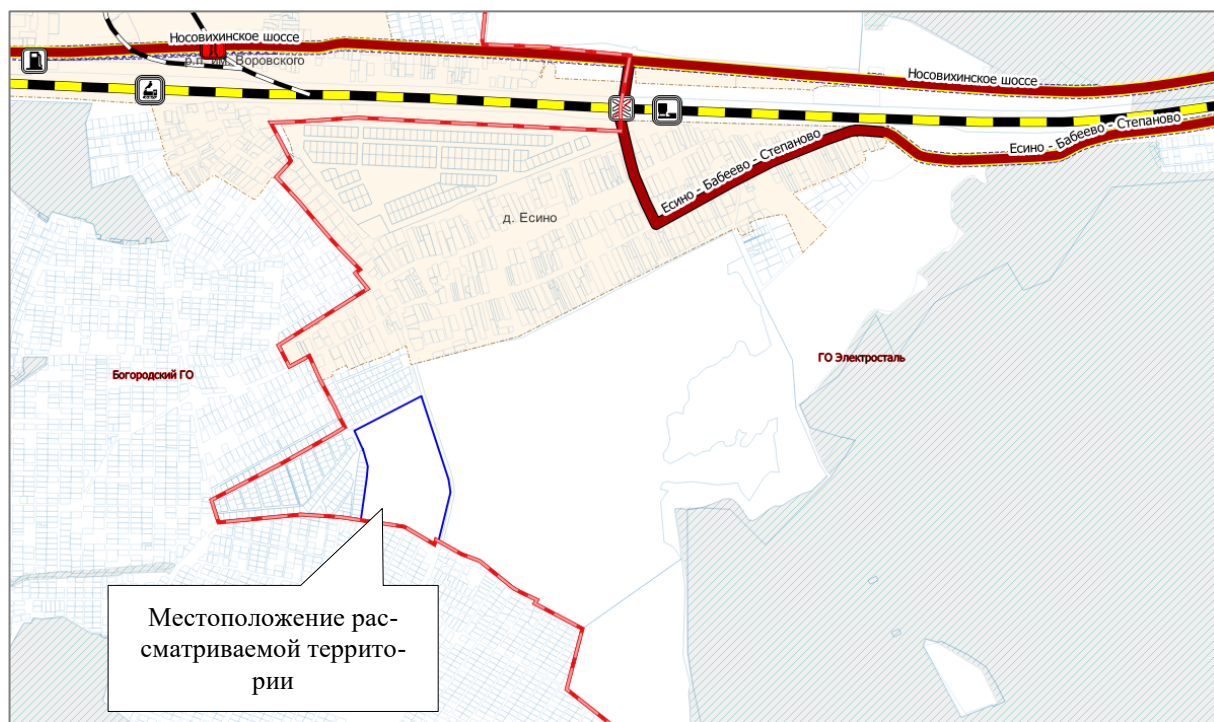 Носовихинское шоссе
р.п. им. Воровского
Носовихинское шоссе
Есино - Бабеево - Степаново
Есино - Бабеево - Степаново
д. Есино
ГО Электросталь
Богородский ГО
Местоположение рас-
сматриваемой террито-
рии